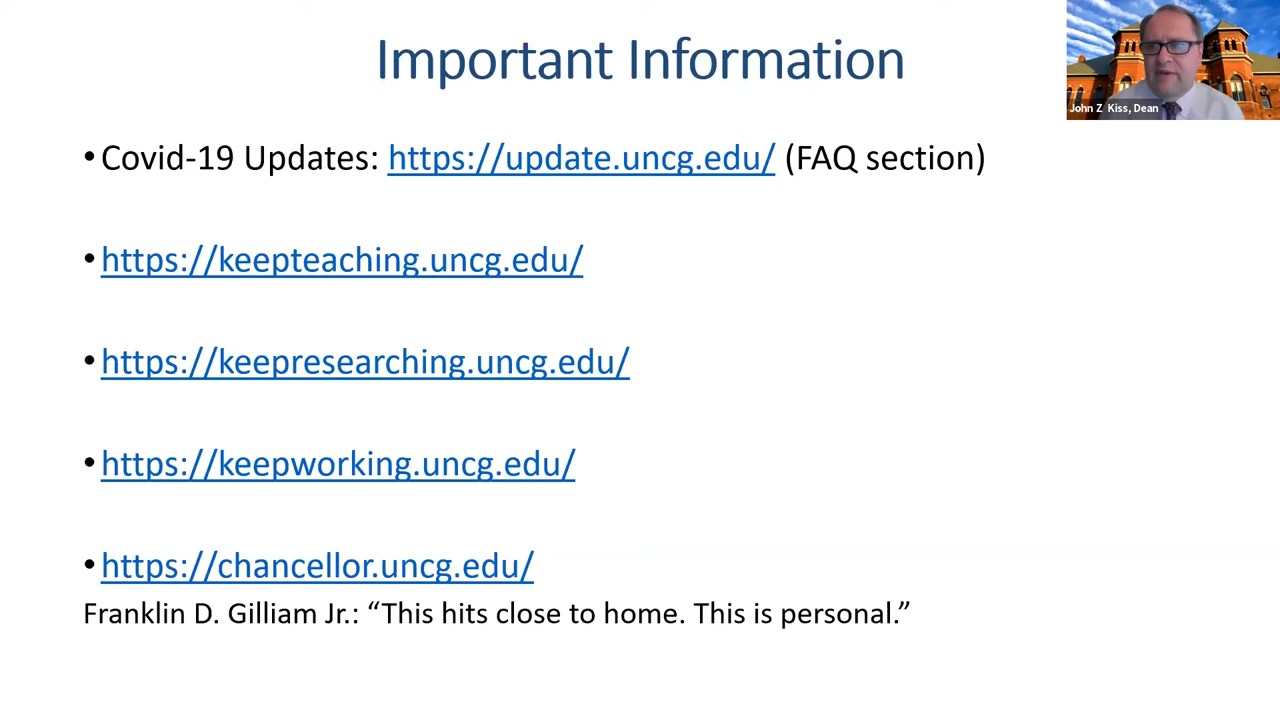 Important Information
John Z Kiss, Dean
•Covid-19 Updates: https://update.uncg.edu/ (FAQ section)
•https://keepteaching.uncg.edu/
•https://keepresearching.uncg.edu/
•https://keepworking.uncg.edu/
•https://chancellor.uncg.edu/
Franklin D. Gilliam Jr.: “This hits close to home. This is personal.”